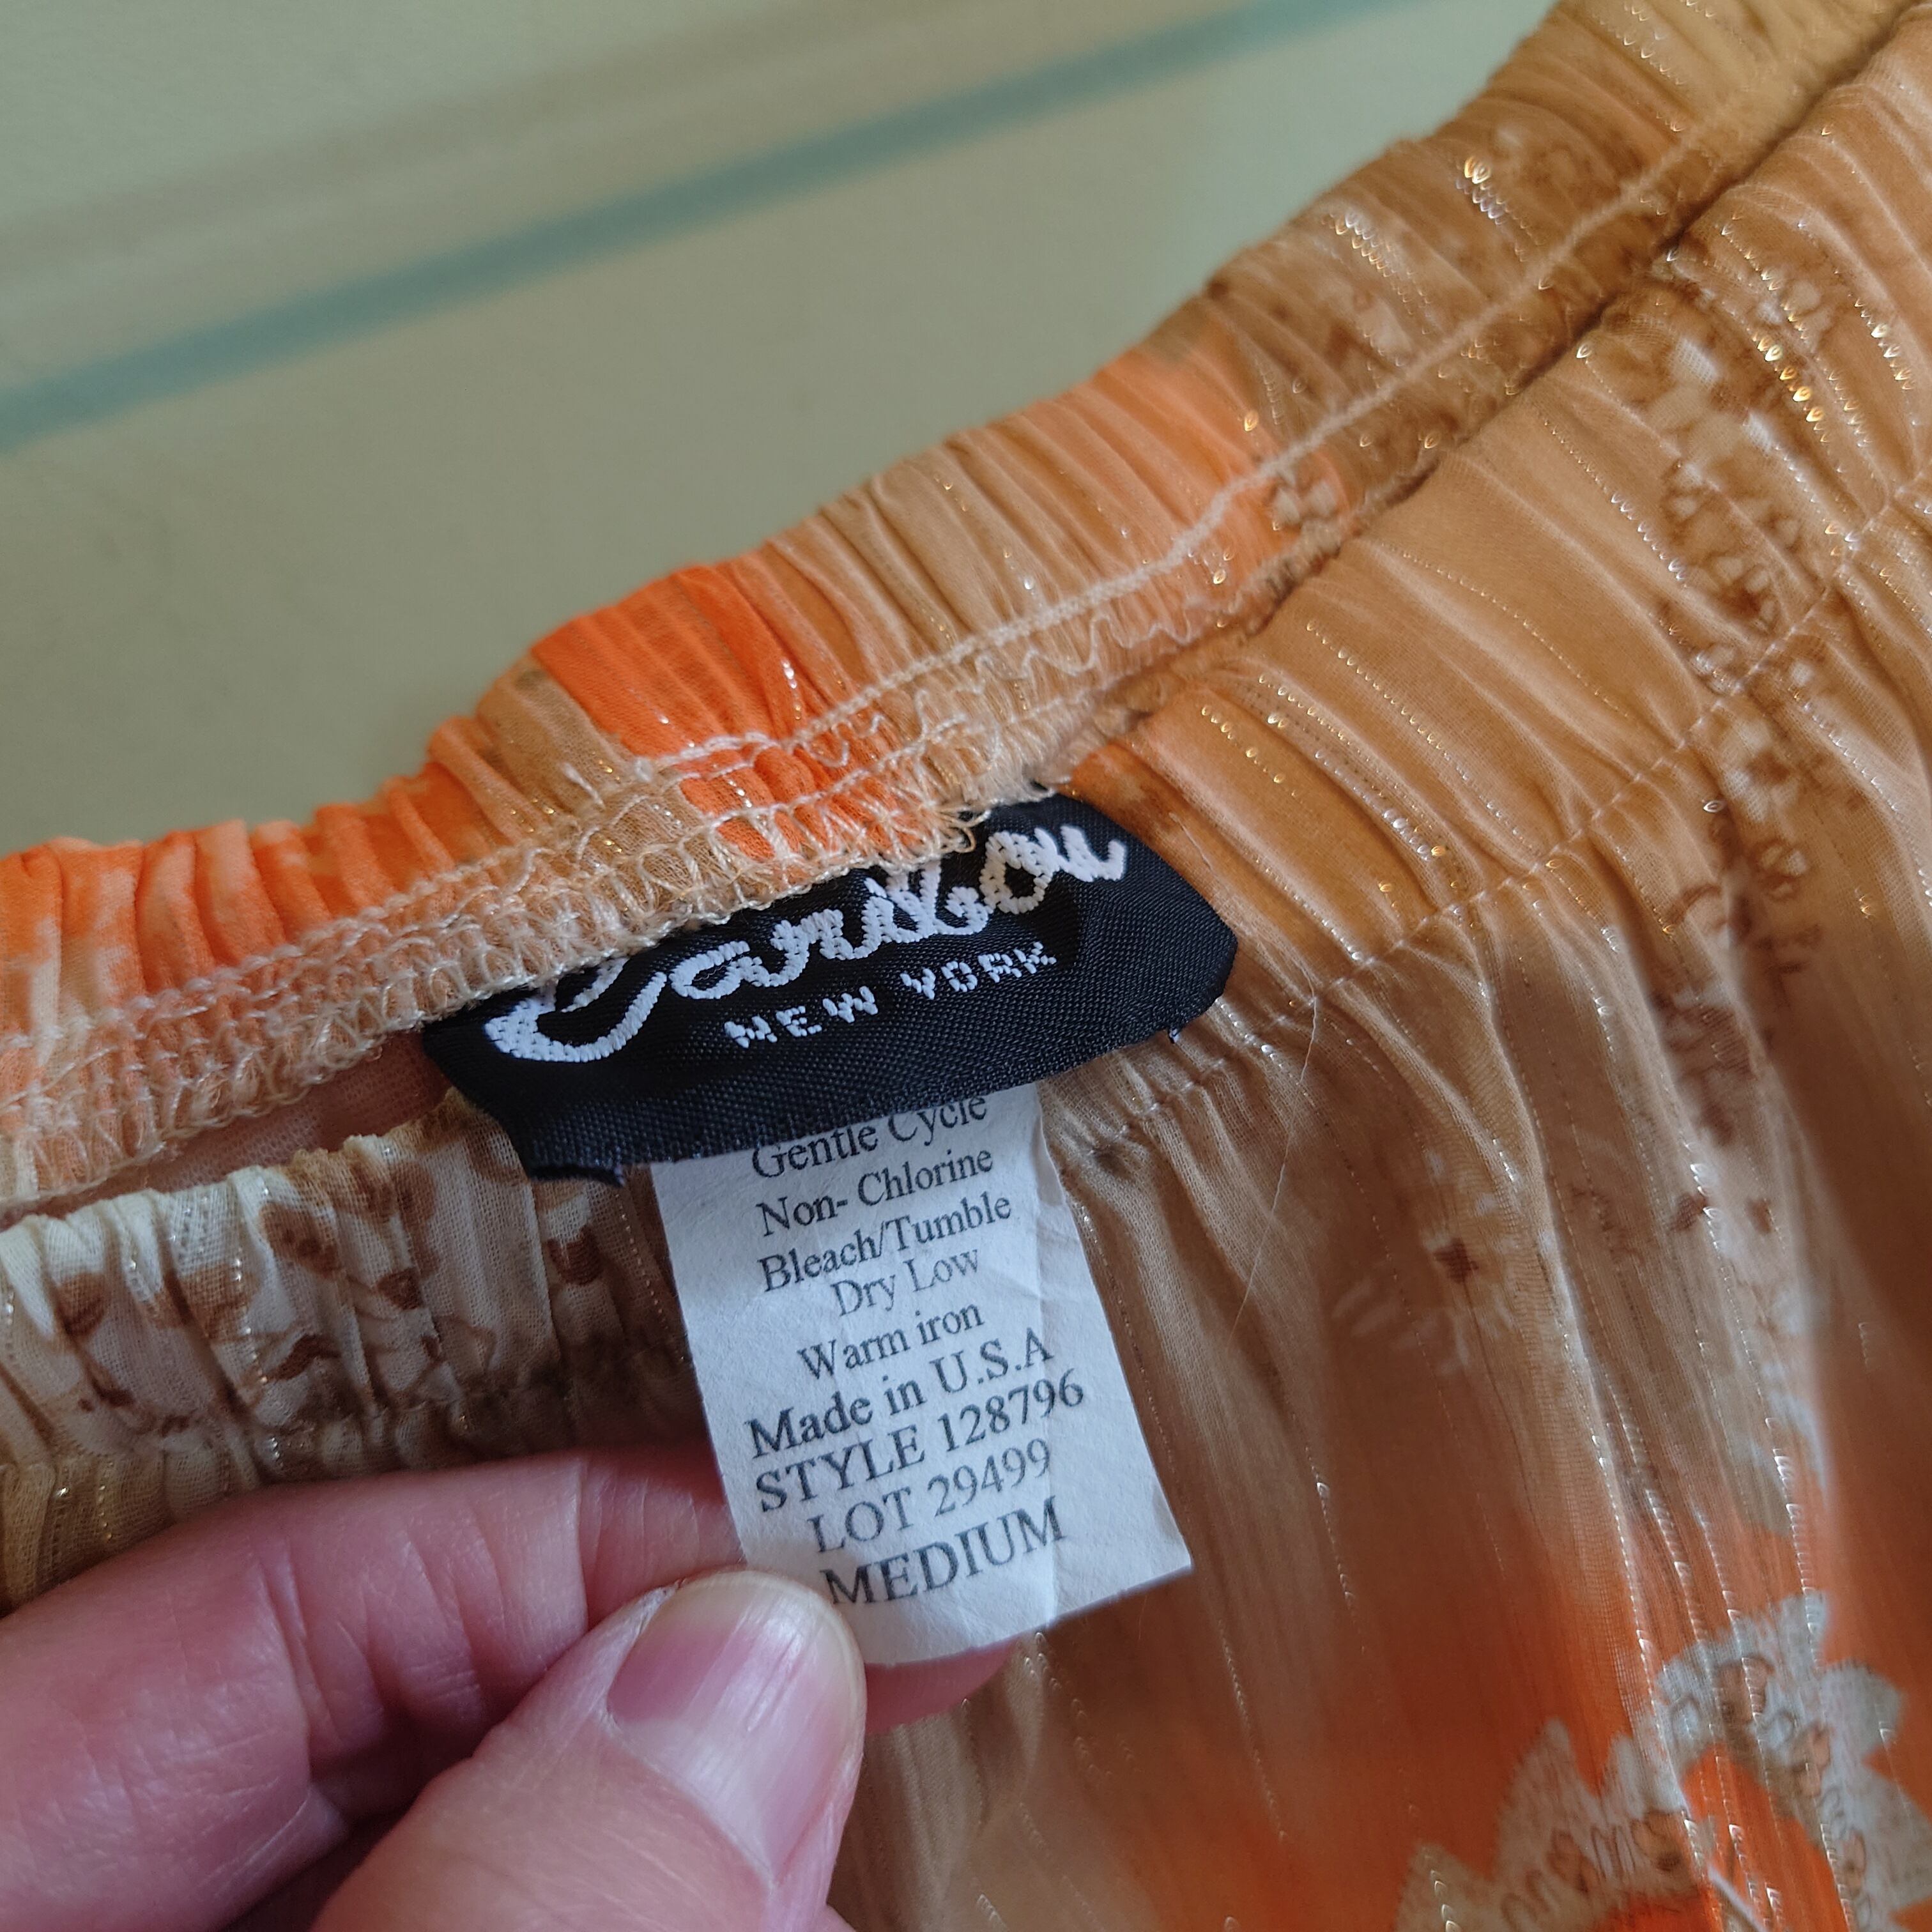 Caribou
NEW YORK
Gentle Cycle
Non- Chlorine
Bleach/Tumble
Dry Low
Warm iron
Made in U.S.A
STYLE 128796
LOT 29499
MEDIUM